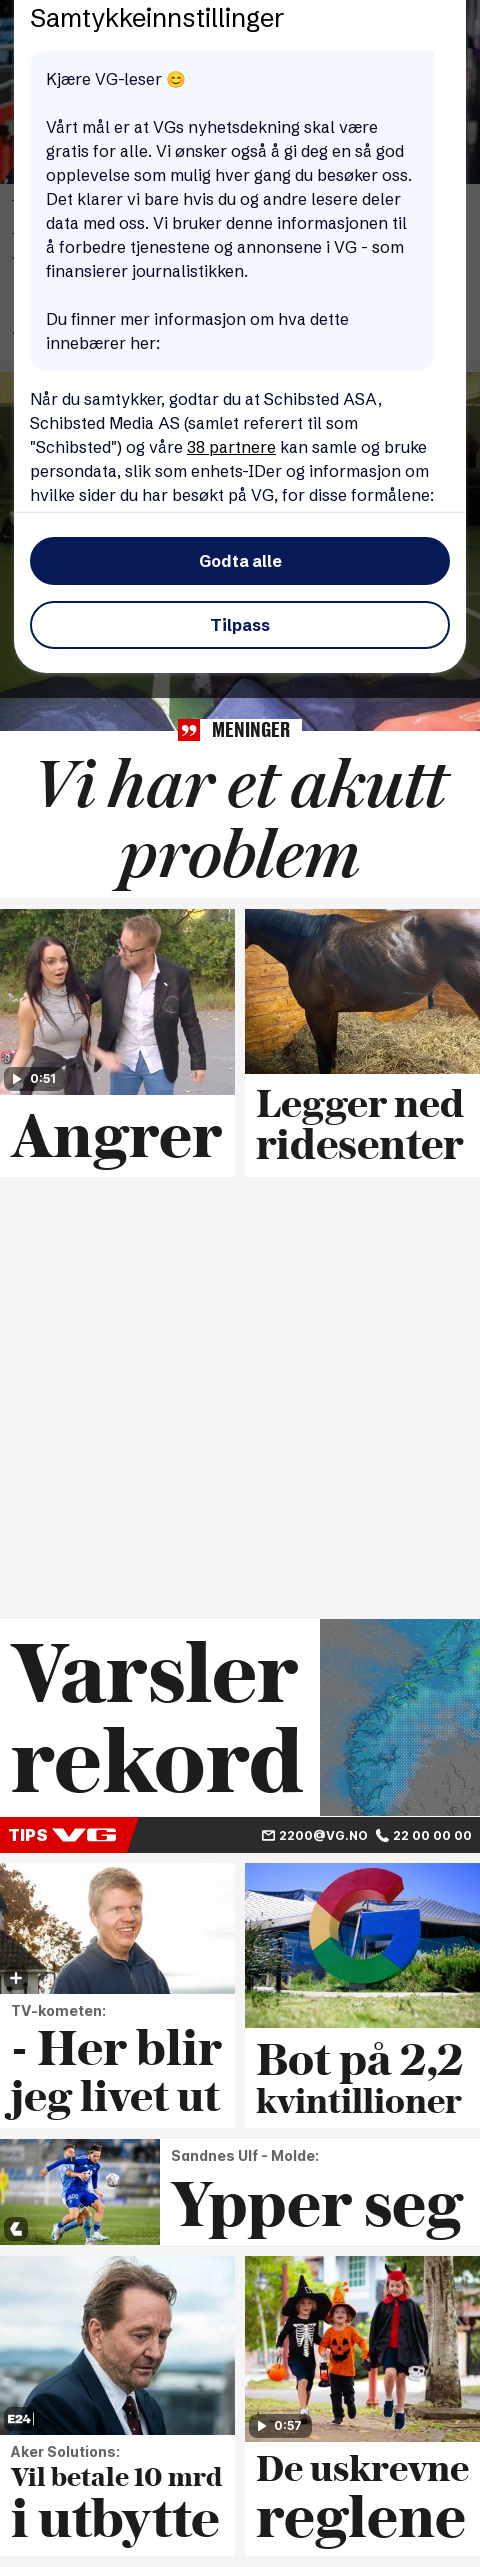 Samtykkeinnstillinger
Kjære VG-leser 😊
Vårt mål er at VGs nyhetsdekning skal være
gratis for alle. Vi ønsker også å gi deg en så god
opplevelse som mulig hver gang du besøker oss.
Det klarer vi bare hvis du og andre lesere deler
data med oss. Vi bruker denne informasjonen til
å forbedre tjenestene og annonsene i VG - som
finansierer journalistikken.
Du finner mer informasjon om hva dette
innebærer her:
Når du samtykker, godtar du at Schibsted ASA,
Schibsted Media AS (samlet referert til som
"Schibsted") og våre 38 partnere kan samle og bruke
persondata, slik som enhets-IDer og informasjon om
hvilke sider du har besøkt på VG, for disse formålene:
Godta alle
Tilpass
MENINGER
Vi har et akutt
problem
0:51
Angrer
Legger ned
ridesenter
Varsler
rekord
TIPS VG 2200@VG.NO 22 00 00 00
TV-kometen:
- Her blir
jeg livet ut
Bot på 2,2
kvintillioner
Sandnes Ulf - Molde:
Ypper seg
E24
Aker Solutions:
Vil betale 10 mrd
i utbytte
0:57
De uskrevne
reglene